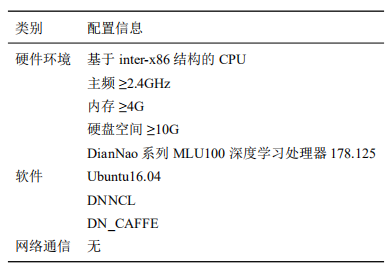 类别 配置信息
硬件环境 基于 inter-x86 结构的 CPU
主频 ≥2.4GHz
内存 ≥4G
硬盘空间 ≥10G
DianNao 系列 MLU100 深度学习处理器 178.125
软件 Ubuntu16.04
DNNCL
DN_CAFFE
网络通信 无